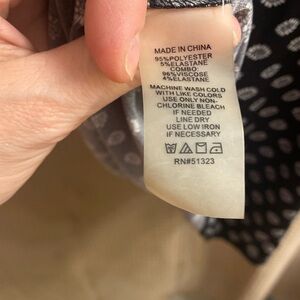 MADE IN CHINA
95%POLYESTER
5%ELASTANE
COMBO
96%VISCOSE
4%ELASTANE
MACHINE WASH COLD
WITH LIKE COLORS
USE ONLY NON-
CHLORINE BLEACH
IF NEEDED
LINE DRY
USE LOW IRON
IF NECESSARY
RN#51323